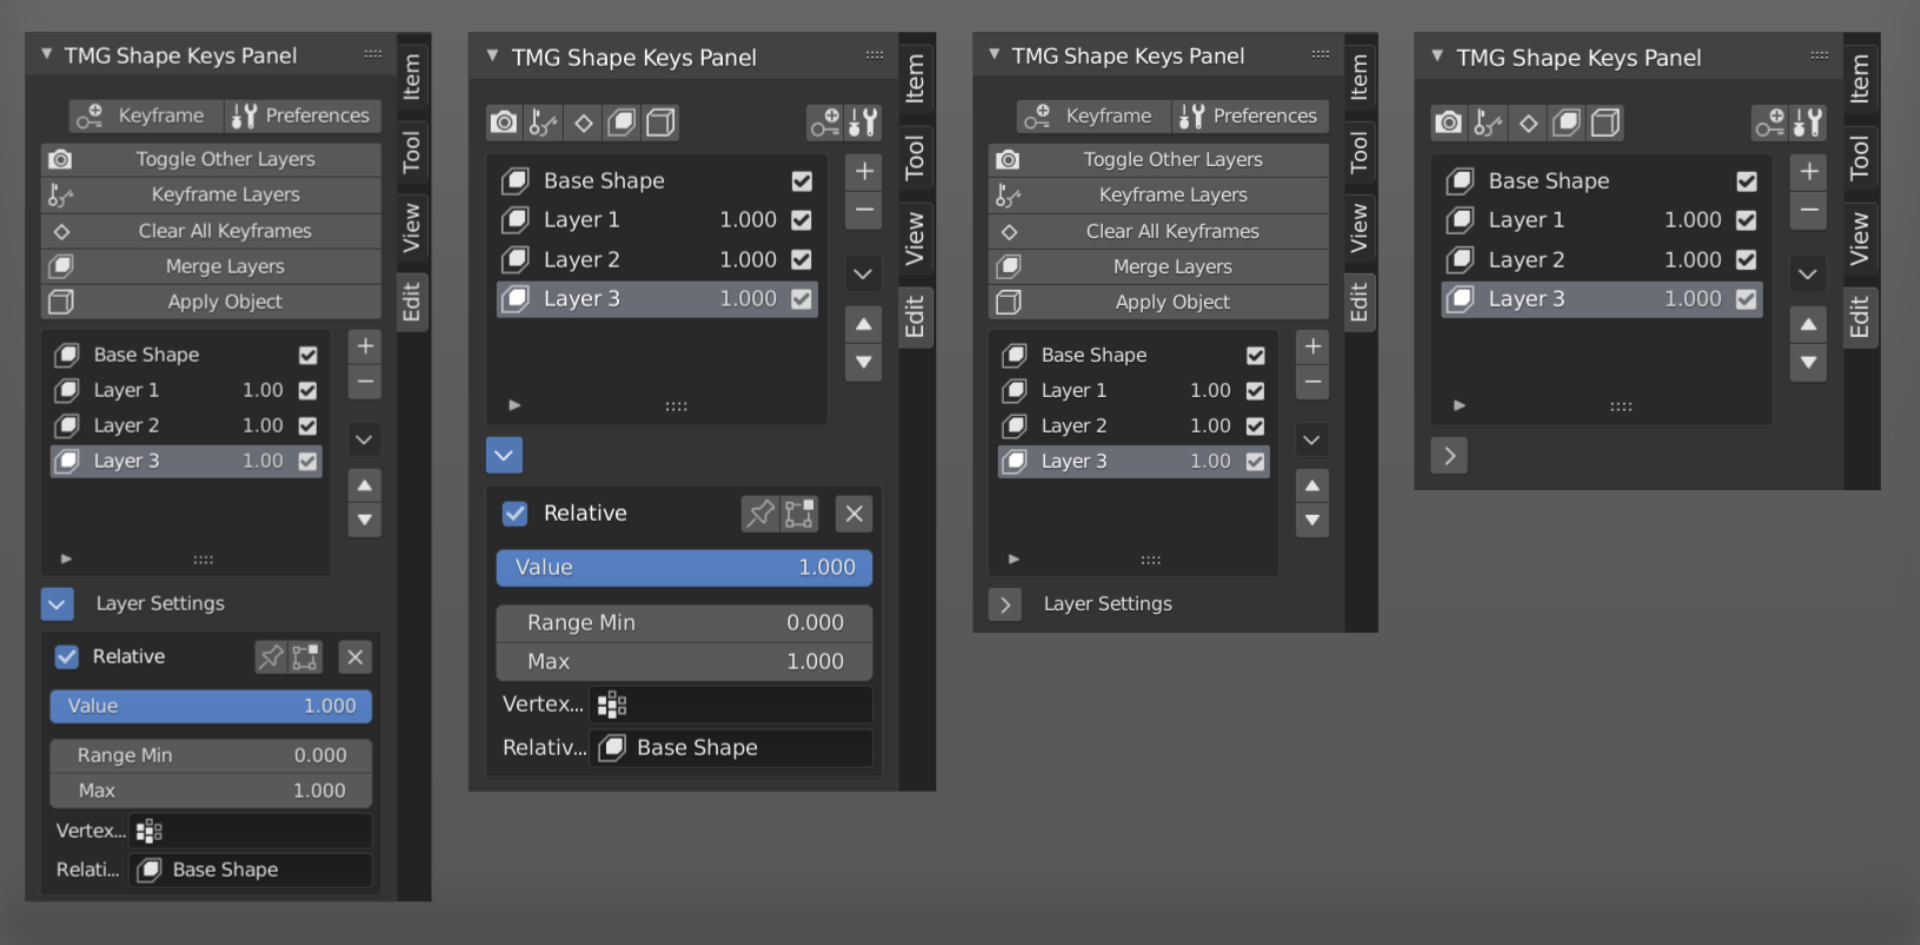 TMG Shape Keys Panel
Keyframe Preferences
Toggle Other Layers
Keyframe Layers
Clear All Keyframes
Merge Layers
Apply Object
Base Shape
Layer 1 1.00
Layer 2 1.00
Layer 3 1.00
Layer Settings
Relative
Value 1.000
Range Min 0.000
Max 1.000
Vertex...
Relati... Base Shape
Item
Tool
View
Edit
TMG Shape Keys Panel
Base Shape
Layer 1 1.000
Layer 2 1.000
Layer 3 1.000
Relative
Value 1.000
Range Min 0.000
Max 1.000
Vertex...
Relativ... Base Shape
Item
Tool
View
Edit
TMG Shape Keys Panel
Keyframe Preferences
Toggle Other Layers
Keyframe Layers
Clear All Keyframes
Merge Layers
Apply Object
Base Shape
Layer 1 1.00
Layer 2 1.00
Layer 3 1.00
Layer Settings
Item
Tool
View
Edit
TMG Shape Keys Panel
Base Shape
Layer 1 1.000
Layer 2 1.000
Layer 3 1.000
Item
Tool
View
Edit